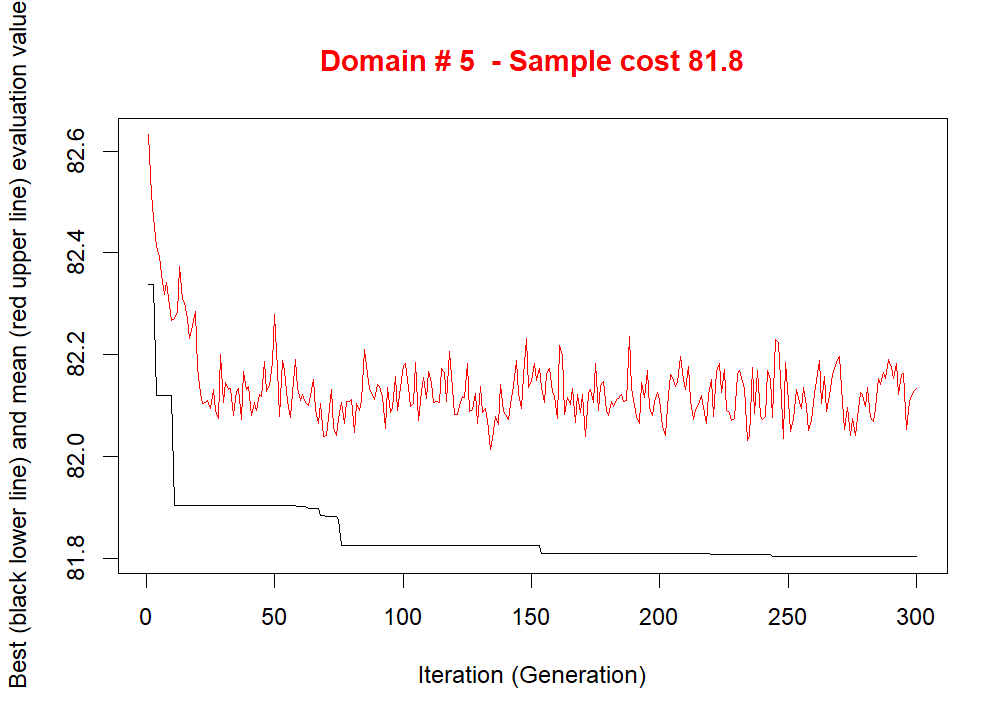 Domain # 5  - Sample cost 81.8
Best (black lower line) and mean (red upper line) evaluation value
82.6
82.4
82.2
82.0
81.8
0 50 100 150 200 250 300
Iteration (Generation)